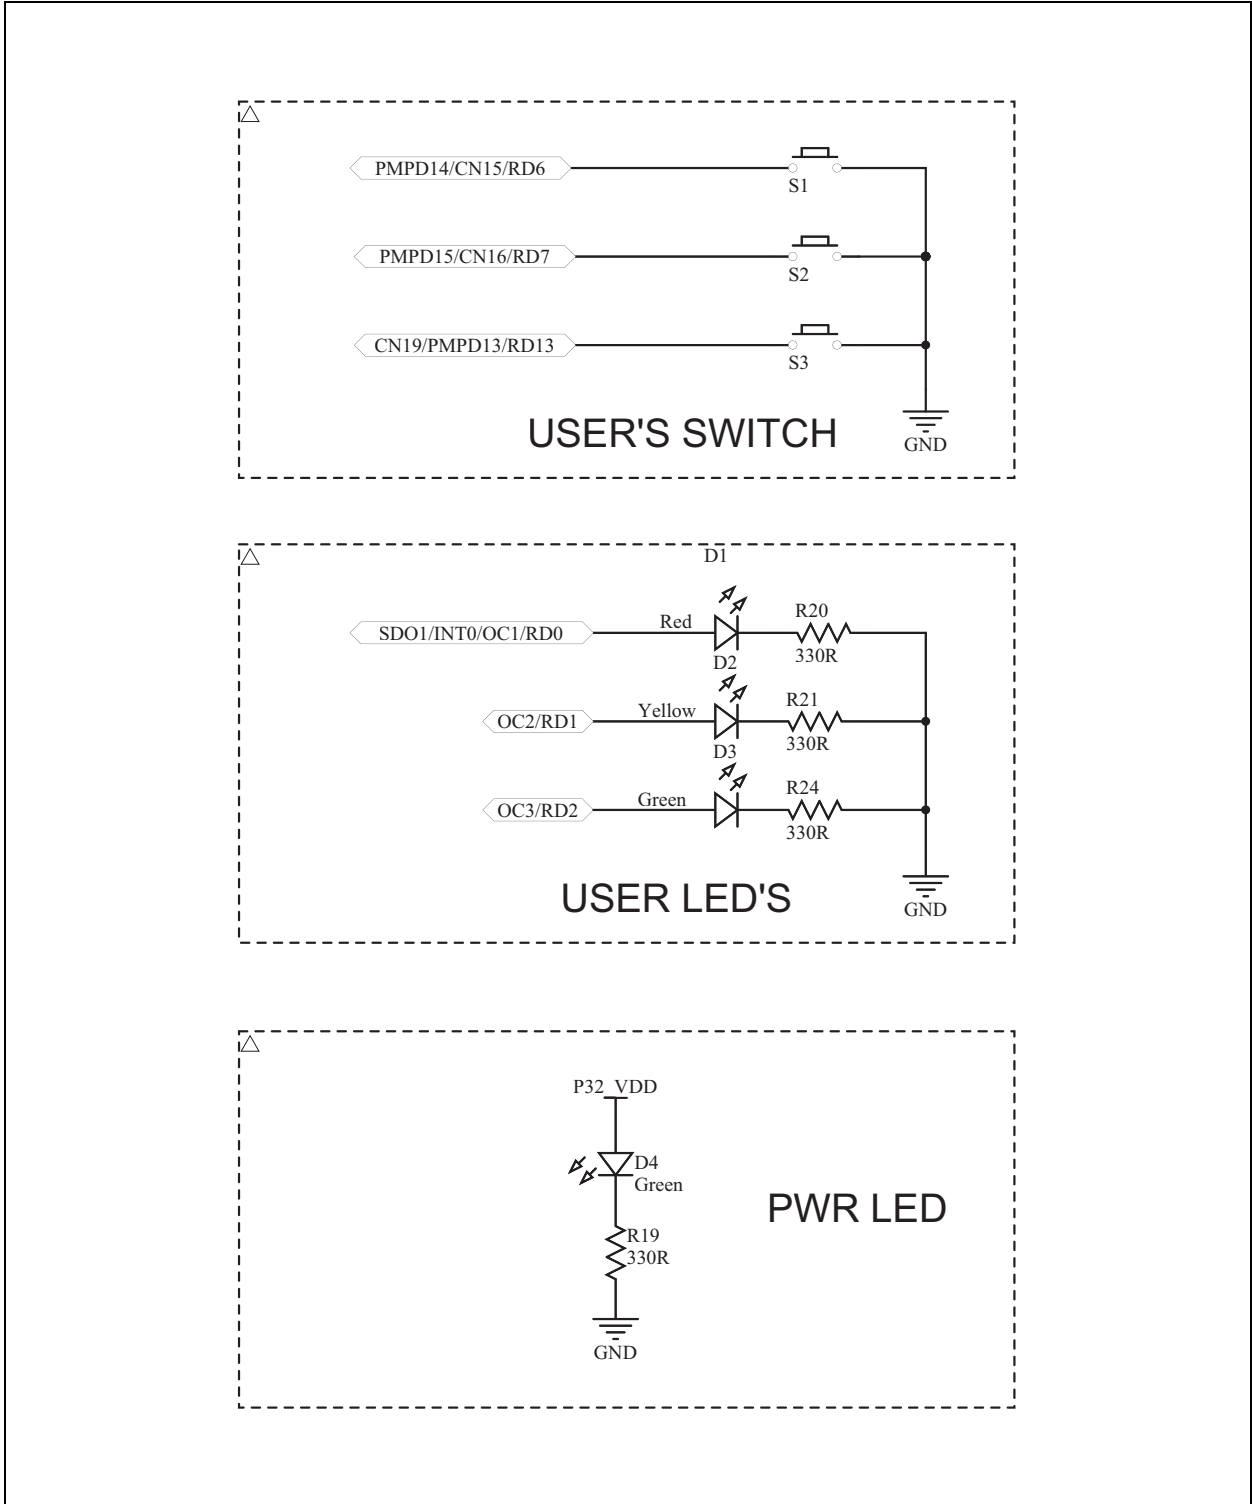 PMPD14/CN15/RD6
S1
PMPD15/CN16/RD7
S2
CN19/PMPD13/RD13
S3
USER'S SWITCH
GND
D1
SDO1/INT0/OC1/RD0
Red
R20
330R
D2
OC2/RD1
Yellow
R21
330R
D3
OC3/RD2
Green
R24
330R
USER LED'S
GND
P32_VDD
D4
Green
PWR LED
R19
330R
GND